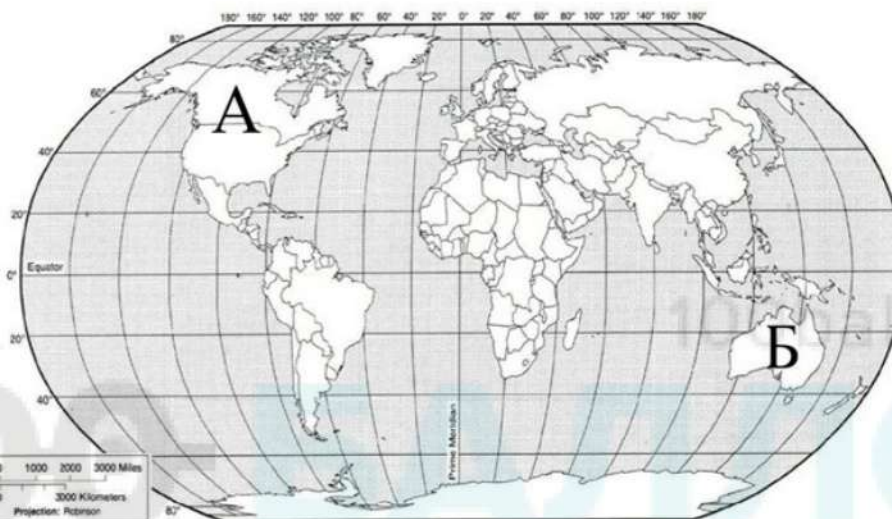 180° 160° 140° 120° 100° 80° 60° 40° 20° 0° 20° 40° 60° 80° 100° 120° 140° 160° 180°
80°
А
60°
40°
20°
Equator
0°
Б
20°
40°
Prime Meridian
1000 2000 3000 Miles
3000 Kilometers
Projection: Robinson